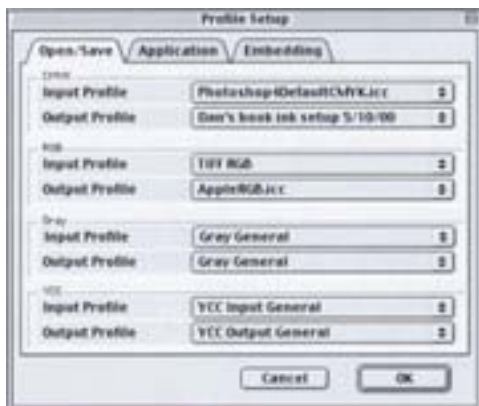 Profile Setup
Open/Save Application Embedding
CMYK
Input Profile Photoshop4DefaultCMYK.icc
Output Profile Dan's book ink setup 5/10/00
RGB
Input Profile TIFF RGB
Output Profile AppleRGB.icc
Gray
Input Profile Gray General
Output Profile Gray General
YCC
Input Profile YCC Input General
Output Profile YCC Output General
Cancel OK